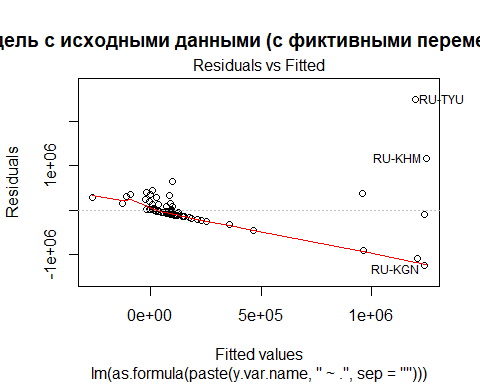 дель с исходными данными (с фиктивными переме
Residuals vs Fitted
RU-TYU
RU-KHM
RU-KGN
Residuals
1e+06
-1e+06
0e+00 5e+05 1e+06
Fitted values
lm(as.formula(paste(y.var.name, " ~ .", sep = "")))